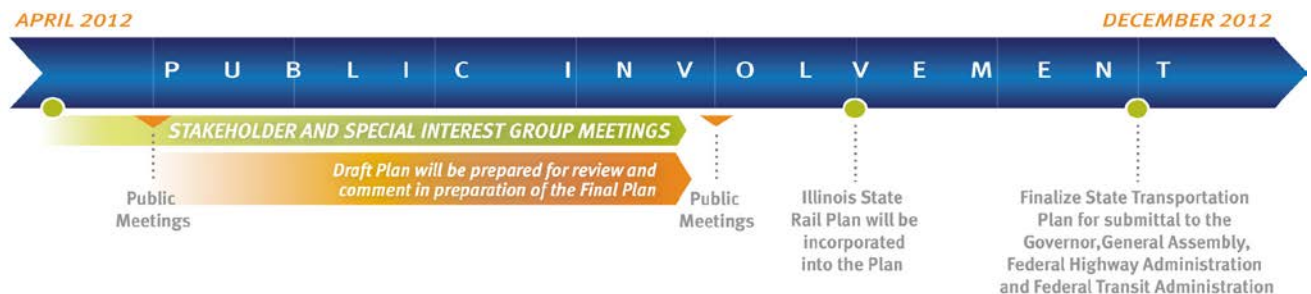 APRIL 2012
DECEMBER 2012
PUBLIC INVOLVEMENT
STAKEHOLDER AND SPECIAL INTEREST GROUP MEETINGS
Draft Plan will be prepared for review and
comment in preparation of the Final Plan
Public
Meetings
Public
Meetings
Illinois State
Rail Plan will be
incorporated
into the Plan
Finalize State Transportation
Plan for submittal to the
Governor,General Assembly,
Federal Highway Administration
and Federal Transit Administration